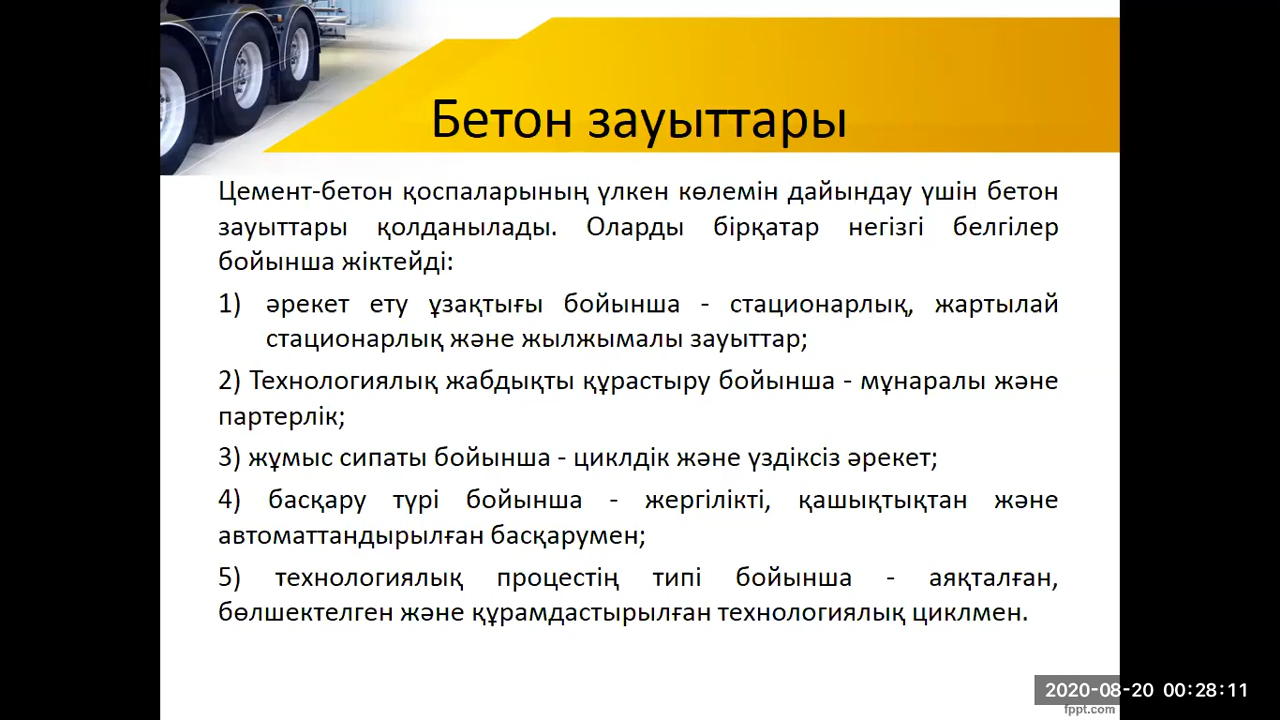 Бетон зауыттары
Цемент-бетон қоспаларының үлкен көлемін дайындау үшін бетон
зауыттары қолданылады. Оларды бірқатар негізгі белгілер
бойынша жіктейді:
1) әрекет ету ұзақтығы бойынша - стационарлық, жартылай
стационарлық және жылжымалы зауыттар;
2) Технологиялық жабдықты құрастыру бойынша - мұнаралы және
партерлік;
3) жұмыс сипаты бойынша - циклдік және үздіксіз әрекет;
4) басқару түрі бойынша - жергілікті, қашықтықтан және
автоматтандырылған басқарумен;
5) технологиялық процестің типі бойынша - аяқталған,
бөлшектелген және құрамдастырылған технологиялық циклмен.
2020-08-20 00:28:11
fppt.com